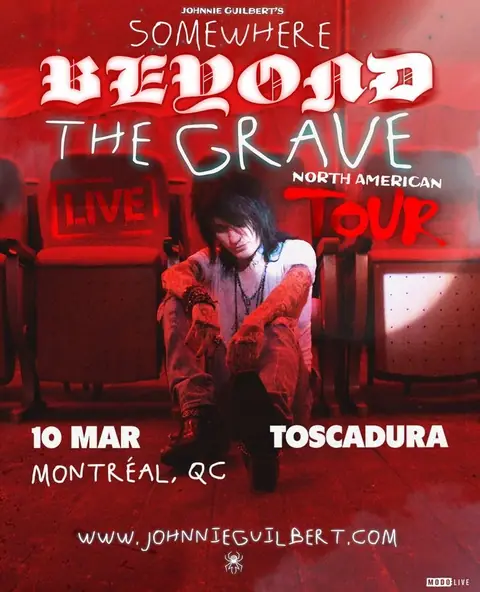 JOHNNIE GUILBERT'S
SOMEWHERE
BEYOND
THE GRAVE
NORTH AMERICAN
LIVE
TOUR
10 MAR
TOSCADURA
MONTRÉAL, QC
WWW.JOHNNIEGUILBERT.COM
MODO LIVE